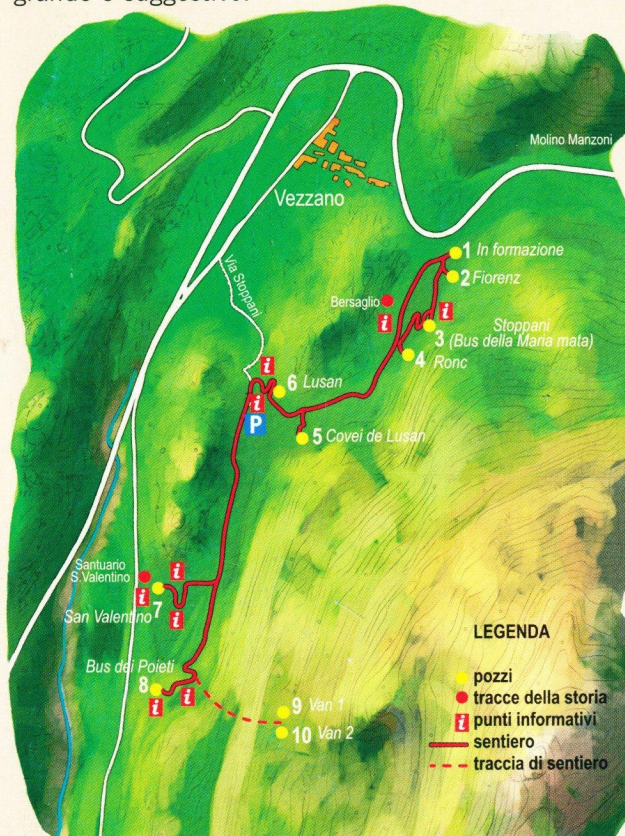 grande e suggestivo.
Molino Manzoni
Vezzano
Via Stoppani
1 In formazione
2 Fiorenz
Bersaglio
i
i
Stoppani
3 (Bus della Maria mata)
4 Ronc
i
6 Lusan
i
P
5 Covei de Lusan
Santuario
S.Valentino
i
i
7
San Valentino
i
Bus dei Poieti
8
i
i
9 Van 1
10 Van 2
LEGENDA
pozzi
tracce della storia
i punti informativi
sentiero
traccia di sentiero